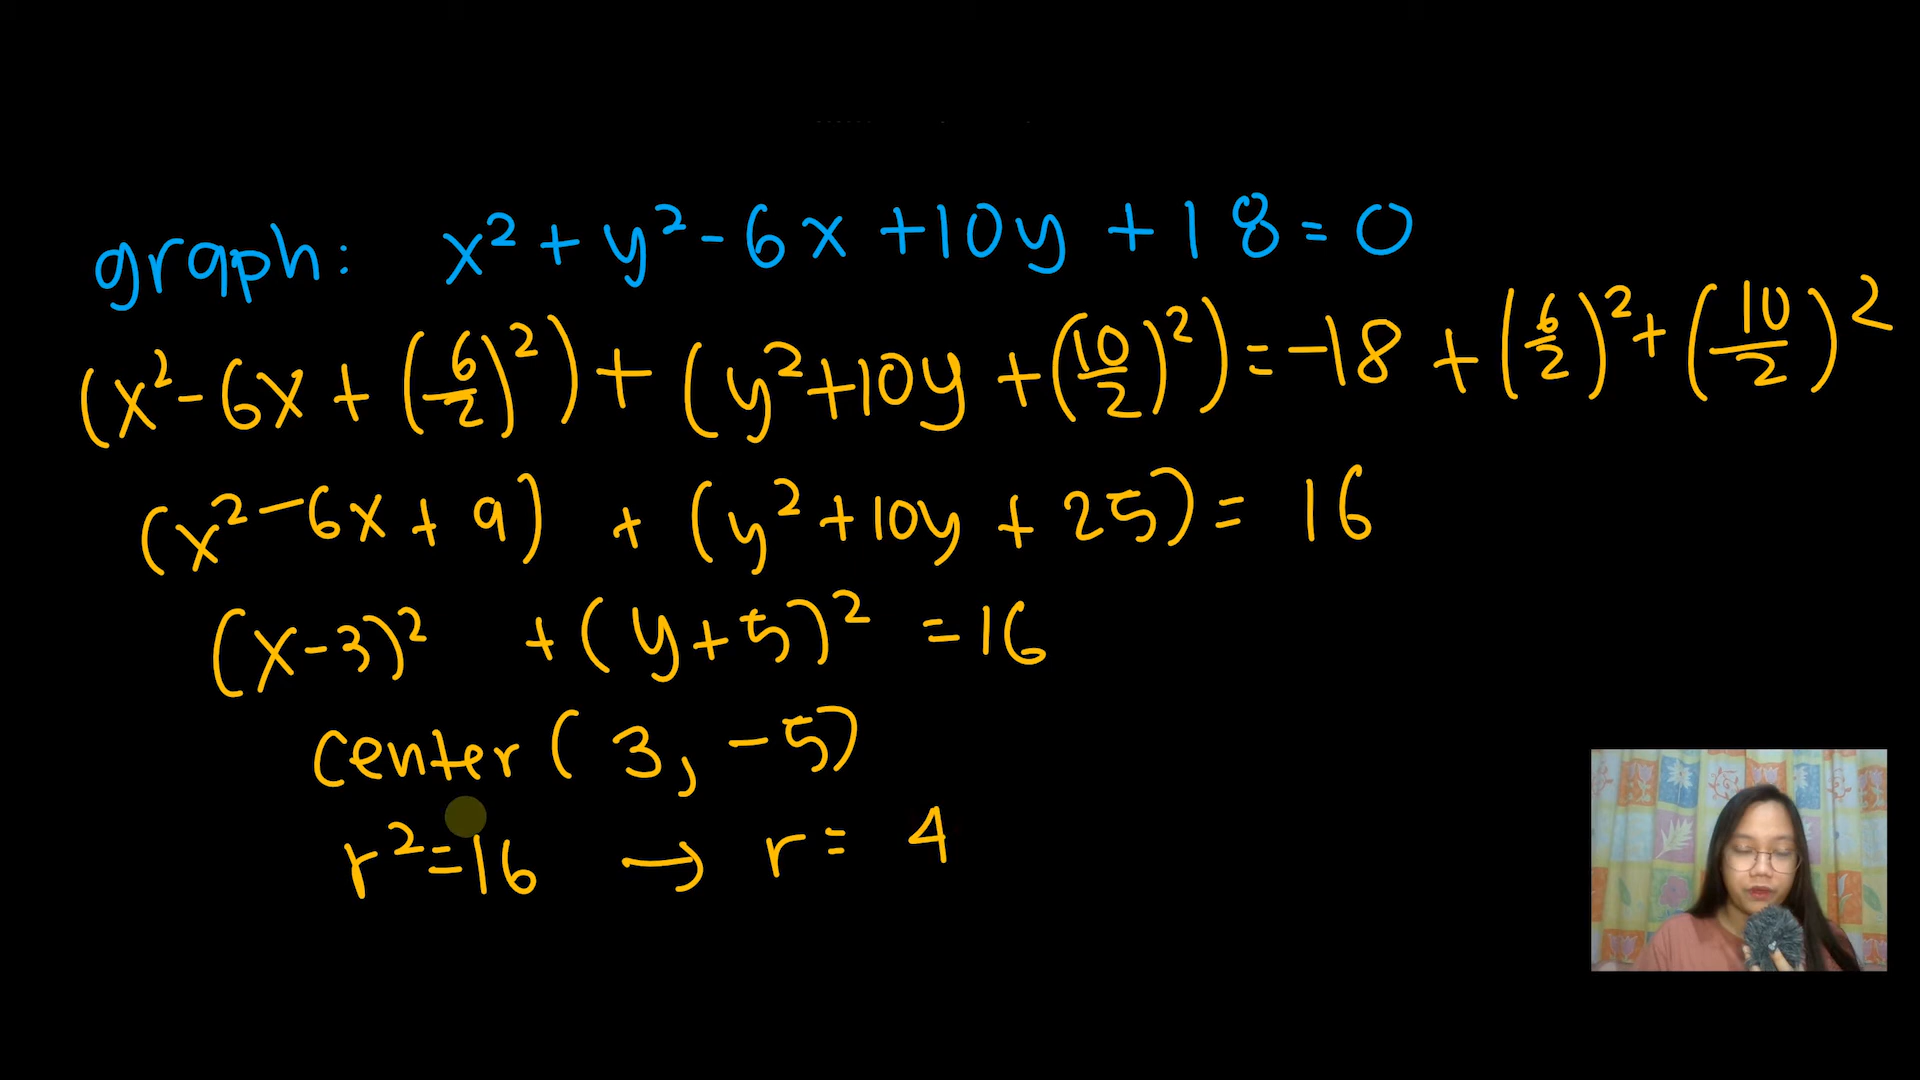 graph: x² + y² - 6x + 10y + 18 = 0
(x² - 6x + (6/2)²) + (y² + 10y + (10/2)²) = -18 + (6/2)² + (10/2)²
(x² - 6x + 9) + (y² + 10y + 25) = 16
(x - 3)² + (y + 5)² = 16
center (3, -5)
r² = 16 → r = 4